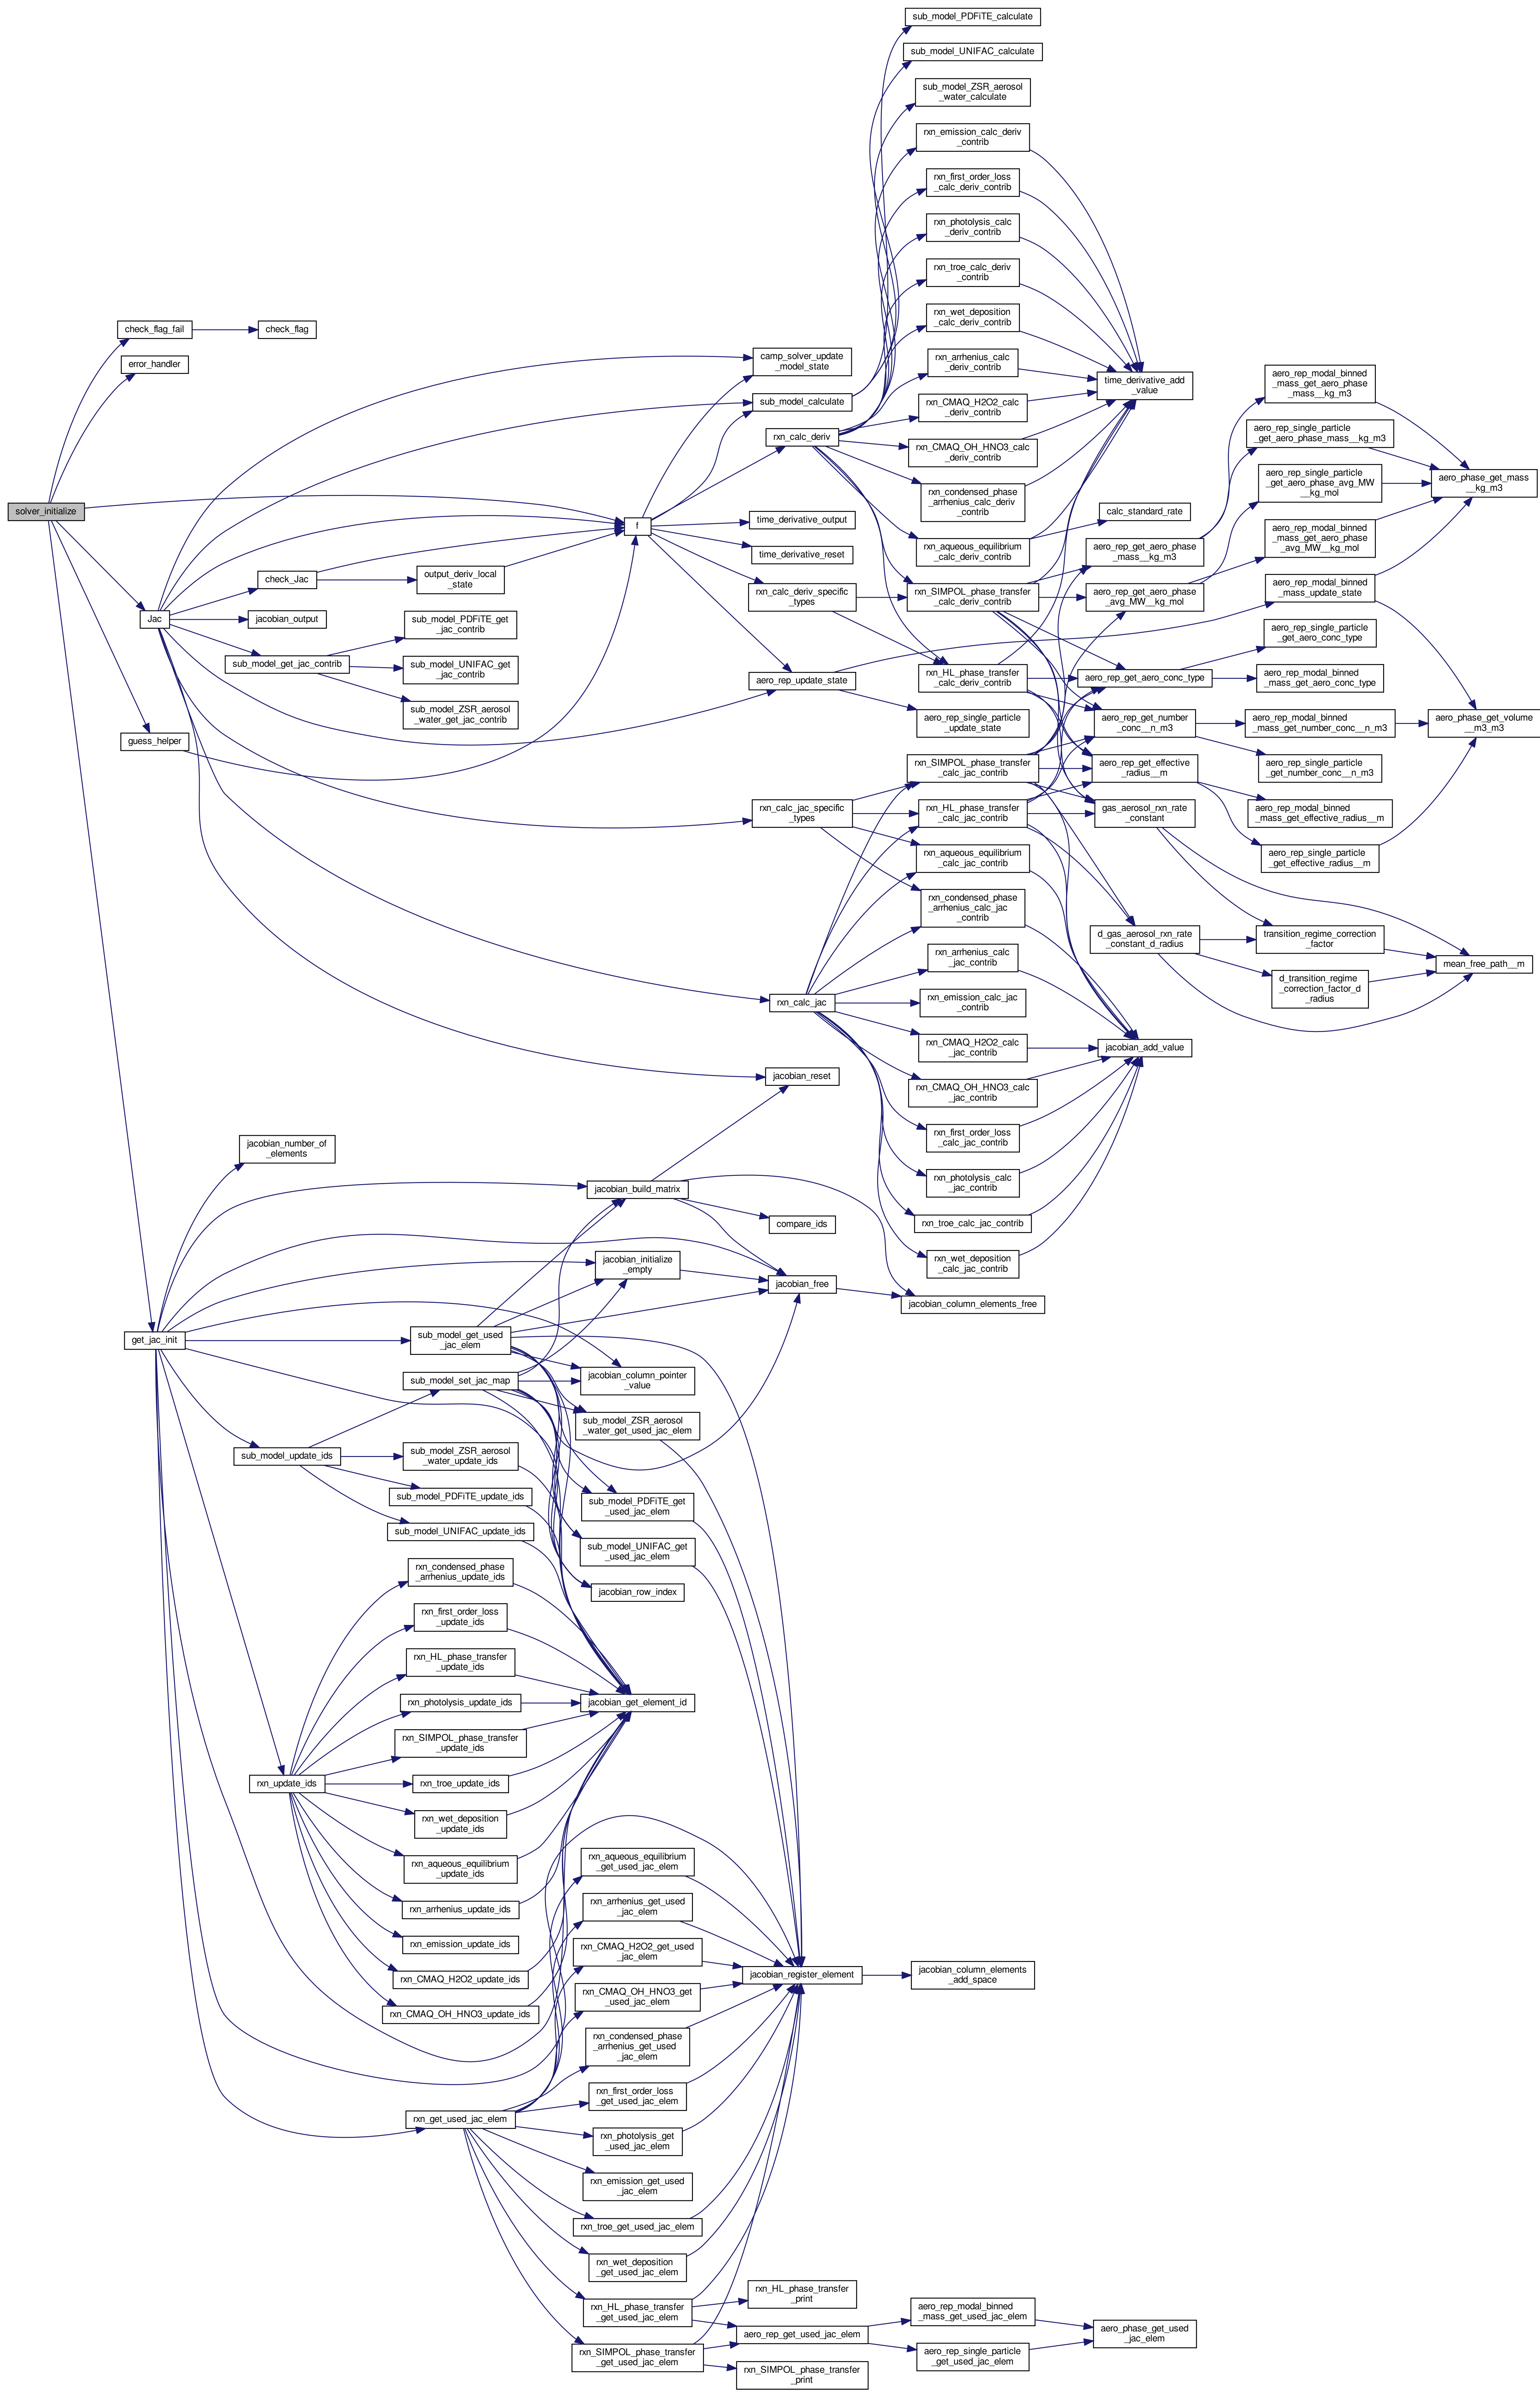 sub_model_PDFiTE_calculate
sub_model_UNIFAC_calculate
sub_model_ZSR_aerosol
_water_calculate
rxn_emission_calc_deriv
_contrib
rxn_first_order_loss
_calc_deriv_contrib
rxn_photolysis_calc
_deriv_contrib
rxn_troe_calc_deriv
_contrib
rxn_wet_deposition
_calc_deriv_contrib
rxn_arrhenius_calc
_deriv_contrib
rxn_CMAQ_H2O2_calc
_deriv_contrib
rxn_CMAQ_OH_HNO3_calc
_deriv_contrib
rxn_condensed_phase
_arrhenius_calc_deriv
_contrib
rxn_aqueous_equilibrium
_calc_deriv_contrib
rxn_SIMPOL_phase_transfer
_calc_deriv_contrib
rxn_HL_phase_transfer
_calc_deriv_contrib
aero_rep_single_particle
_update_state
time_derivative_add
_value
calc_standard_rate
aero_rep_get_aero_phase
_mass__kg_m3
aero_rep_get_aero_phase
_avg_MW__kg_mol
aero_rep_get_aero_conc_type
aero_rep_get_number
_conc__n_m3
aero_rep_get_effective
_radius__m
gas_aerosol_rxn_rate
_constant
d_gas_aerosol_rxn_rate
_constant_d_radius
jacobian_add_value
aero_rep_modal_binned
_mass_get_aero_phase
_mass__kg_m3
aero_rep_single_particle
_get_aero_phase_mass__kg_m3
aero_rep_single_particle
_get_aero_phase_avg_MW
__kg_mol
aero_rep_modal_binned
_mass_get_aero_phase
_avg_MW__kg_mol
aero_rep_modal_binned
_mass_update_state
aero_rep_single_particle
_get_aero_conc_type
aero_rep_modal_binned
_mass_get_aero_conc_type
aero_rep_modal_binned
_mass_get_number_conc__n_m3
aero_rep_single_particle
_get_number_conc__n_m3
aero_rep_modal_binned
_mass_get_effective_radius__m
aero_rep_single_particle
_get_effective_radius__m
transition_regime_correction
_factor
d_transition_regime
_correction_factor_d
_radius
aero_phase_get_mass
__kg_m3
aero_phase_get_volume
__m3_m3
mean_free_path__m
solver_initialize
check_flag_fail
check_flag
error_handler
Jac
guess_helper
check_Jac
jacobian_output
sub_model_get_jac_contrib
output_deriv_local
_state
sub_model_PDFiTE_get
_jac_contrib
sub_model_UNIFAC_get
_jac_contrib
sub_model_ZSR_aerosol
_water_get_jac_contrib
f
camp_solver_update
_model_state
sub_model_calculate
rxn_calc_deriv
time_derivative_output
time_derivative_reset
rxn_calc_deriv_specific
_types
aero_rep_update_state
rxn_calc_jac_specific
_types
rxn_calc_jac
jacobian_reset
rxn_SIMPOL_phase_transfer
_calc_jac_contrib
rxn_HL_phase_transfer
_calc_jac_contrib
rxn_aqueous_equilibrium
_calc_jac_contrib
rxn_condensed_phase
_arrhenius_calc_jac
_contrib
rxn_arrhenius_calc
_jac_contrib
rxn_emission_calc_jac
_contrib
rxn_CMAQ_H2O2_calc
_jac_contrib
rxn_CMAQ_OH_HNO3_calc
_jac_contrib
rxn_first_order_loss
_calc_jac_contrib
rxn_photolysis_calc
_jac_contrib
rxn_troe_calc_jac_contrib
rxn_wet_deposition
_calc_jac_contrib
jacobian_column_elements_free
get_jac_init
jacobian_number_of
_elements
jacobian_build_matrix
compare_ids
jacobian_initialize
_empty
jacobian_free
sub_model_get_used
_jac_elem
sub_model_set_jac_map
jacobian_column_pointer
_value
sub_model_ZSR_aerosol
_water_get_used_jac_elem
sub_model_update_ids
sub_model_ZSR_aerosol
_water_update_ids
sub_model_PDFiTE_update_ids
sub_model_UNIFAC_update_ids
sub_model_PDFiTE_get
_used_jac_elem
sub_model_UNIFAC_get
_used_jac_elem
jacobian_row_index
rxn_update_ids
rxn_condensed_phase
_arrhenius_update_ids
rxn_first_order_loss
_update_ids
rxn_HL_phase_transfer
_update_ids
rxn_photolysis_update_ids
rxn_SIMPOL_phase_transfer
_update_ids
rxn_troe_update_ids
rxn_wet_deposition
_update_ids
rxn_aqueous_equilibrium
_update_ids
rxn_arrhenius_update_ids
rxn_emission_update_ids
rxn_CMAQ_H2O2_update_ids
rxn_CMAQ_OH_HNO3_update_ids
jacobian_get_element_id
rxn_get_used_jac_elem
rxn_aqueous_equilibrium
_get_used_jac_elem
rxn_arrhenius_get_used
_jac_elem
rxn_CMAQ_H2O2_get_used
_jac_elem
rxn_CMAQ_OH_HNO3_get
_used_jac_elem
rxn_condensed_phase
_arrhenius_get_used
_jac_elem
rxn_first_order_loss
_get_used_jac_elem
rxn_photolysis_get
_used_jac_elem
rxn_emission_get_used
_jac_elem
rxn_troe_get_used_jac_elem
rxn_wet_deposition
_get_used_jac_elem
rxn_HL_phase_transfer
_get_used_jac_elem
rxn_SIMPOL_phase_transfer
_get_used_jac_elem
jacobian_register_element
jacobian_column_elements
_add_space
rxn_HL_phase_transfer
_print
aero_rep_get_used_jac_elem
rxn_SIMPOL_phase_transfer
_print
aero_rep_modal_binned
_mass_get_used_jac_elem
aero_rep_single_particle
_get_used_jac_elem
aero_phase_get_used
_jac_elem